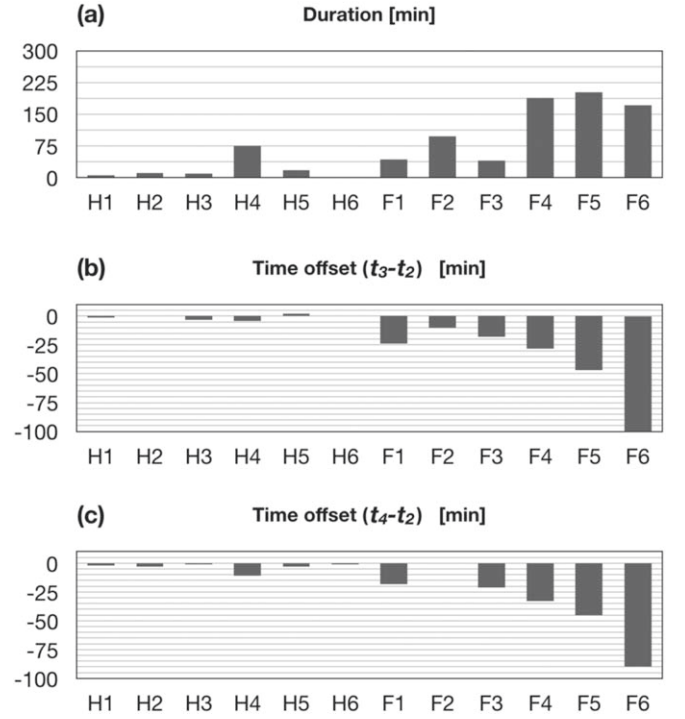 (a) Duration [min]
300
225
150
75
0
H1 H2 H3 H4 H5 H6 F1 F2 F3 F4 F5 F6
(b) Time offset (t3-t2) [min]
0
-25
-50
-75
-100
H1 H2 H3 H4 H5 H6 F1 F2 F3 F4 F5 F6
(c) Time offset (t4-t2) [min]
0
-25
-50
-75
-100
H1 H2 H3 H4 H5 H6 F1 F2 F3 F4 F5 F6